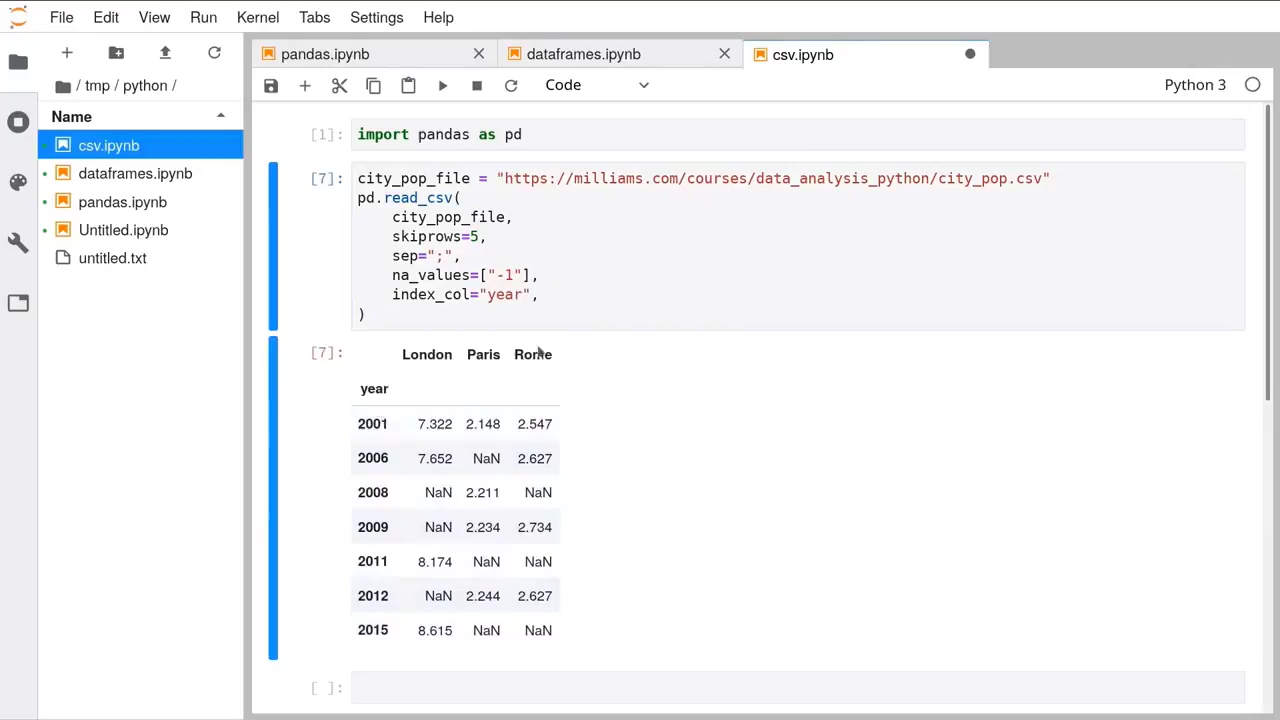 File Edit View Run Kernel Tabs Settings Help
/ tmp / python /
Name
csv.ipynb
dataframes.ipynb
pandas.ipynb
Untitled.ipynb
untitled.txt
pandas.ipynb dataframes.ipynb csv.ipynb
Code Python 3
[1]: import pandas as pd
[7]: city_pop_file = "https://milliams.com/courses/data_analysis_python/city_pop.csv"
pd.read_csv(
    city_pop_file,
    skiprows=5,
    sep=";",
    na_values=["-1"],
    index_col="year",
)
[7]: London Paris Rome
year
2001 7.322 2.148 2.547
2006 7.652 NaN 2.627
2008 NaN 2.211 NaN
2009 NaN 2.234 2.734
2011 8.174 NaN NaN
2012 NaN 2.244 2.627
2015 8.615 NaN NaN
[ ]: